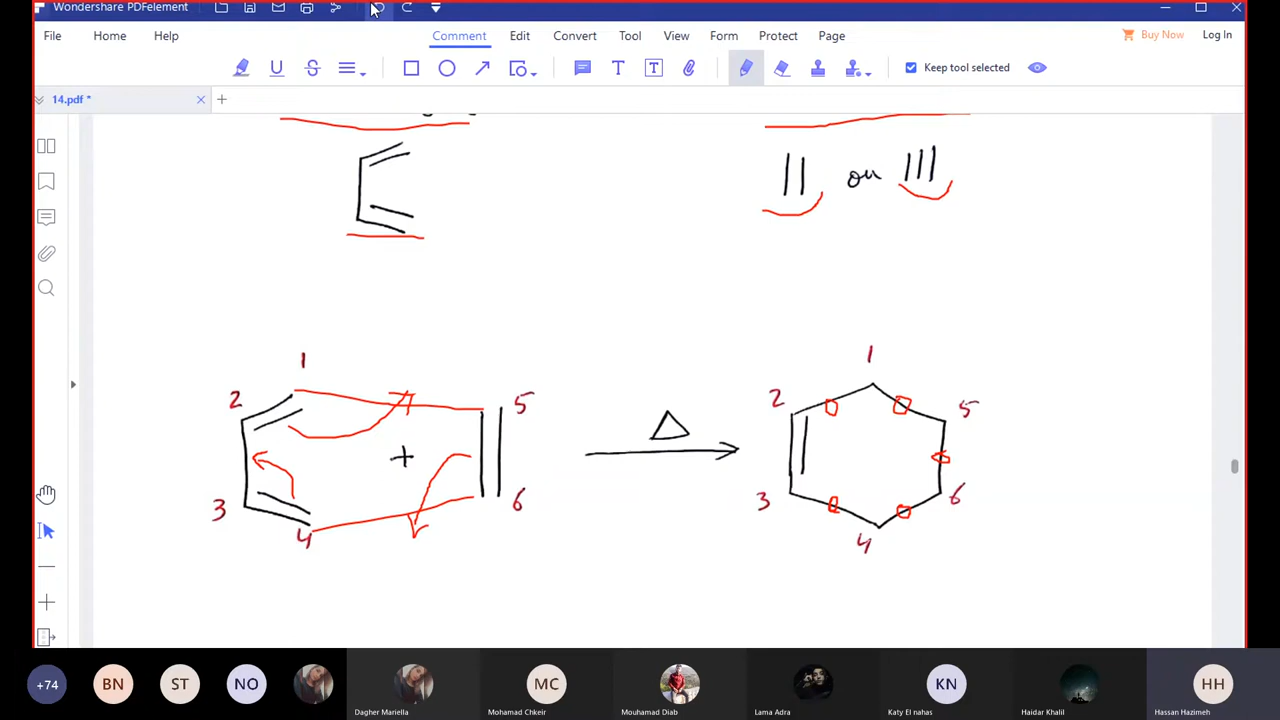 Wondershare PDFelement
File Home Help Comment Edit Convert Tool View Form Protect Page Buy Now Log In
T T Keep tool selected
14.pdf *
ou
1 1
2 5 2 5
+ Δ
3 6 3 6
4 4
+74 BN ST NO MC KN HH
Dagher Mariella Mohamad Chkeir Mouhamad Diab Lama Adra Katy El nahas Haidar Khalil Hassan Hazimeh